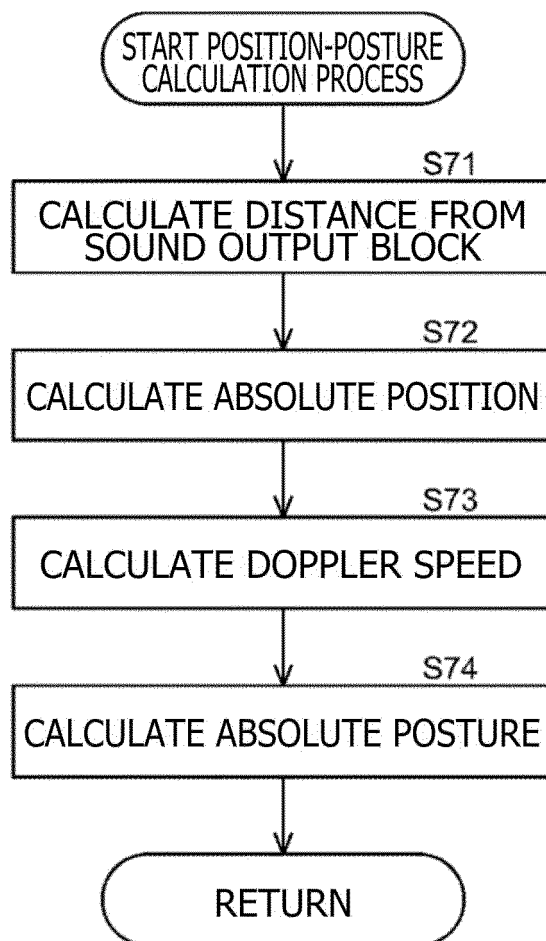 START POSITION-POSTURE
CALCULATION PROCESS
S71
CALCULATE DISTANCE FROM
SOUND OUTPUT BLOCK
S72
CALCULATE ABSOLUTE POSITION
S73
CALCULATE DOPPLER SPEED
S74
CALCULATE ABSOLUTE POSTURE
RETURN